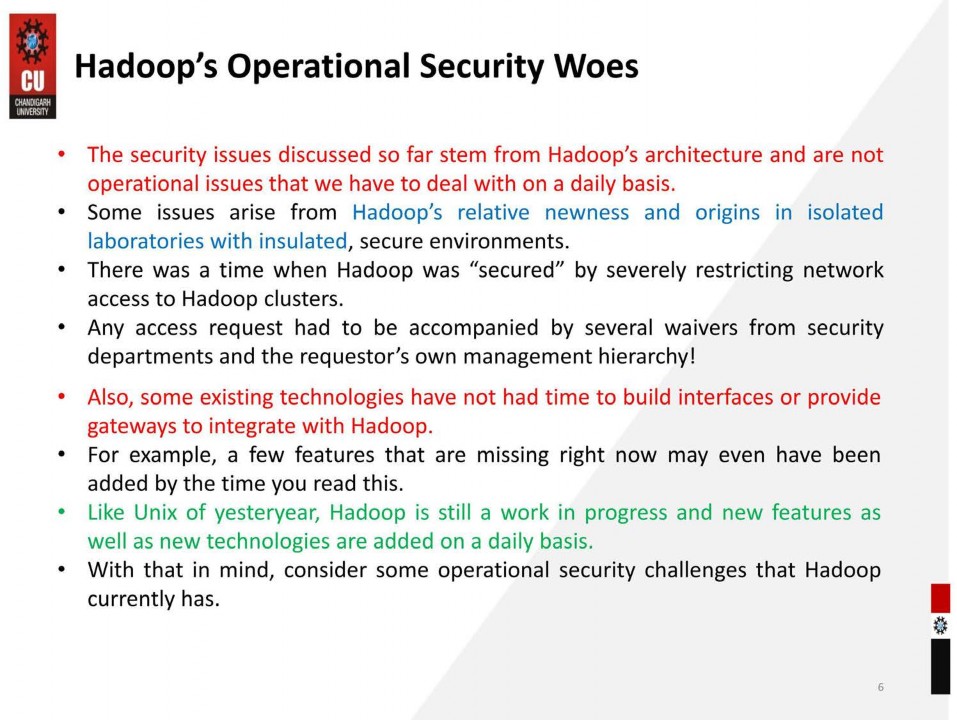 CU
CHANDIGARH
UNIVERSITY
Hadoop’s Operational Security Woes
• The security issues discussed so far stem from Hadoop’s architecture and are not
operational issues that we have to deal with on a daily basis.
• Some issues arise from Hadoop’s relative newness and origins in isolated
laboratories with insulated, secure environments.
• There was a time when Hadoop was “secured” by severely restricting network
access to Hadoop clusters.
• Any access request had to be accompanied by several waivers from security
departments and the requestor’s own management hierarchy!
• Also, some existing technologies have not had time to build interfaces or provide
gateways to integrate with Hadoop.
• For example, a few features that are missing right now may even have been
added by the time you read this.
• Like Unix of yesteryear, Hadoop is still a work in progress and new features as
well as new technologies are added on a daily basis.
• With that in mind, consider some operational security challenges that Hadoop
currently has.
6